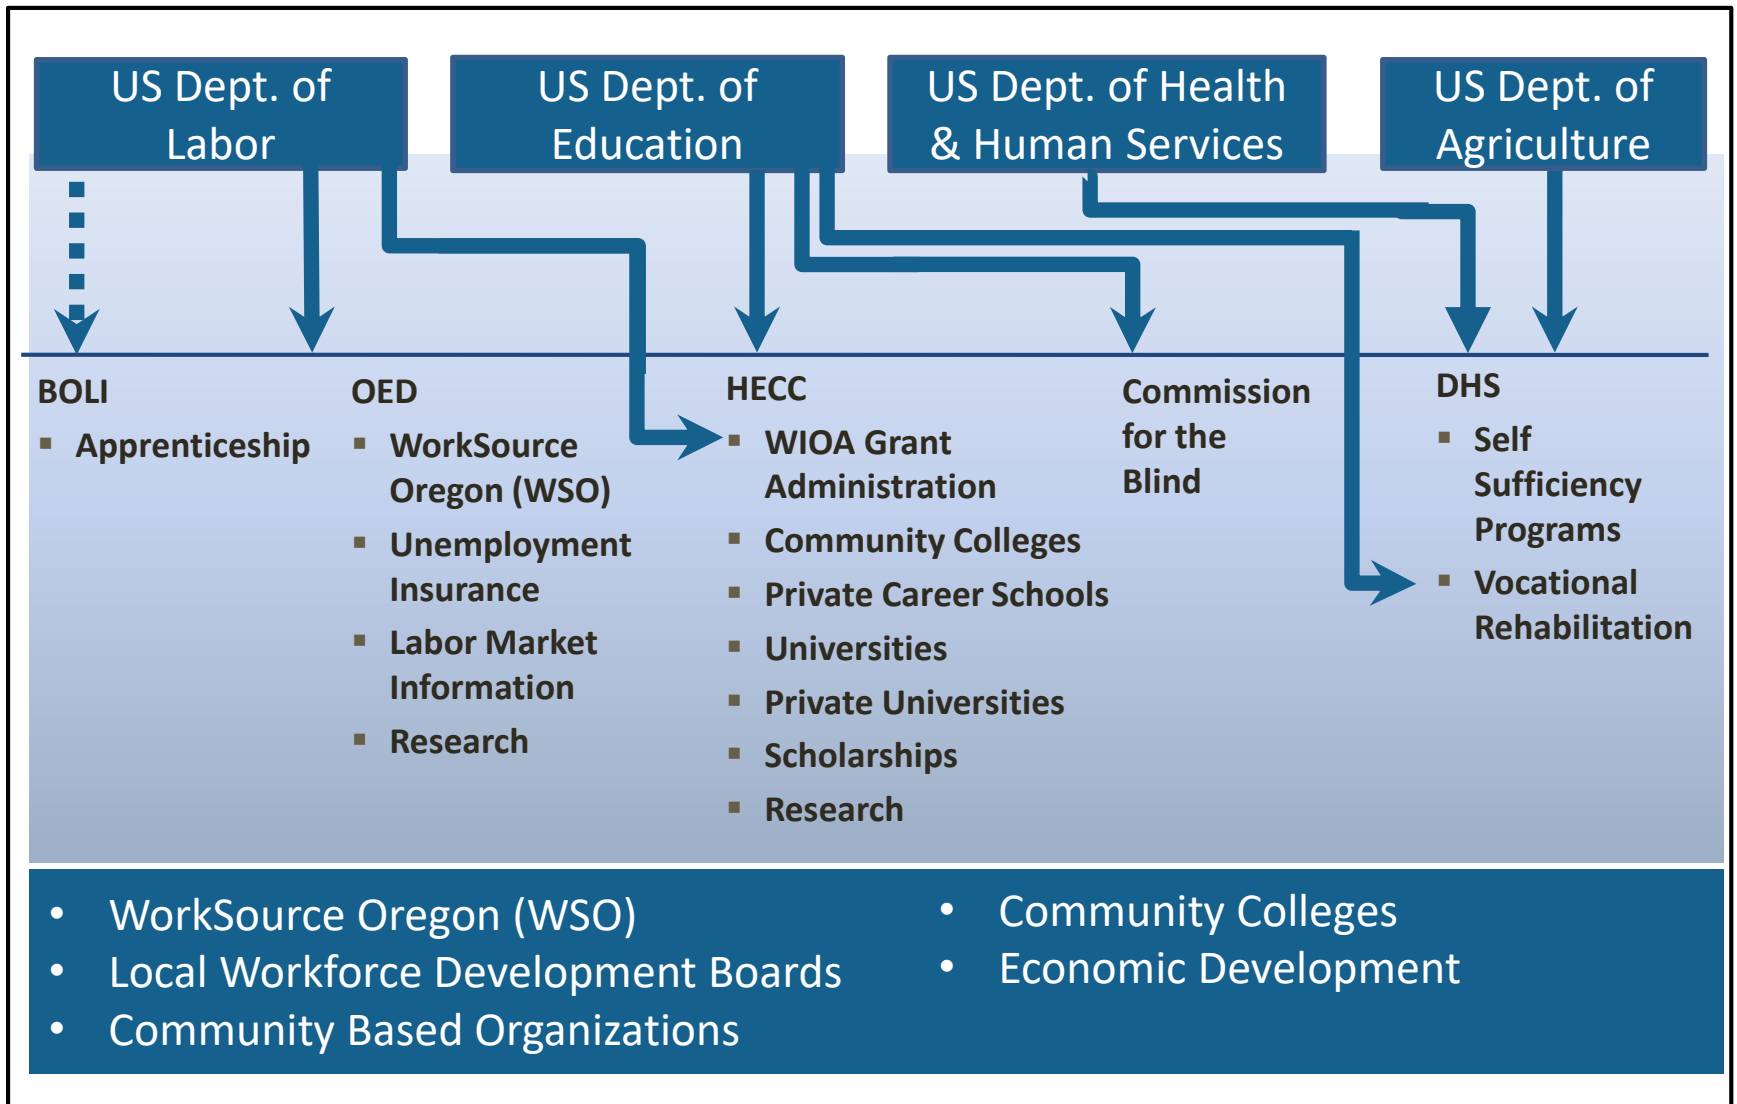 US Dept. of
Labor
US Dept. of
Education
US Dept. of Health
& Human Services
US Dept. of
Agriculture
BOLI
▪ Apprenticeship
OED
▪ WorkSource
Oregon (WSO)
▪ Unemployment
Insurance
▪ Labor Market
Information
▪ Research
HECC
▪ WIOA Grant
Administration
▪ Community Colleges
▪ Private Career Schools
▪ Universities
▪ Private Universities
▪ Scholarships
▪ Research
Commission
for the
Blind
DHS
▪ Self
Sufficiency
Programs
▪ Vocational
Rehabilitation
• WorkSource Oregon (WSO)
• Local Workforce Development Boards
• Community Based Organizations
• Community Colleges
• Economic Development